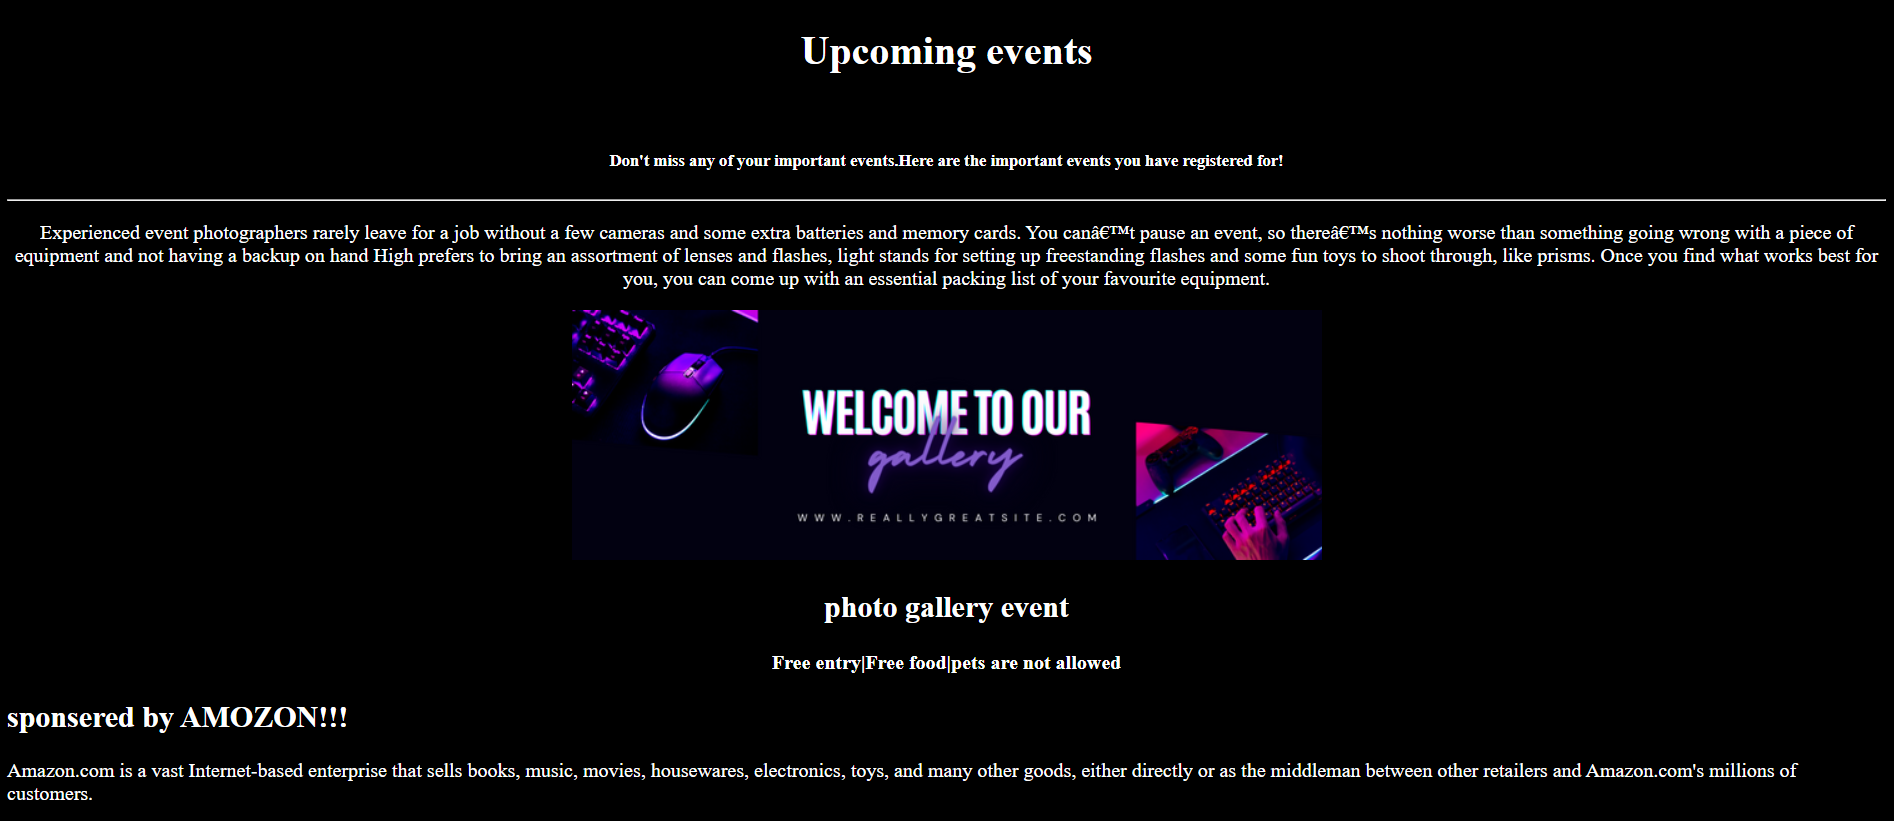 Upcoming events
Don't miss any of your important events.Here are the important events you have registered for!
Experienced event photographers rarely leave for a job without a few cameras and some extra batteries and memory cards. You canâ€™t pause an event, so thereâ€™s nothing worse than something going wrong with a piece of
equipment and not having a backup on hand High prefers to bring an assortment of lenses and flashes, light stands for setting up freestanding flashes and some fun toys to shoot through, like prisms. Once you find what works best for
you, you can come up with an essential packing list of your favourite equipment.
WELCOME TO OUR
gallery
WWW.REALLYGREATSITE.COM
photo gallery event
Free entry|Free food|pets are not allowed
sponsered by AMOZON!!!
Amazon.com is a vast Internet-based enterprise that sells books, music, movies, housewares, electronics, toys, and many other goods, either directly or as the middleman between other retailers and Amazon.com's millions of
customers.